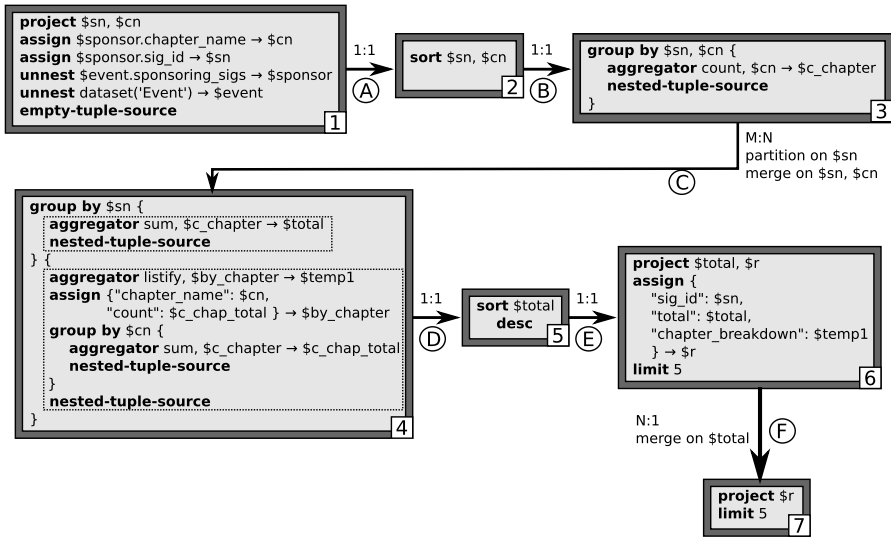 project $sn, $cn
assign $sponsor.chapter_name → $cn
assign $sponsor.sig_id → $sn
unnest $event.sponsoring_sigs → $sponsor
unnest dataset('Event') → $event
empty-tuple-source
1
1:1
A
sort $sn, $cn
2
1:1
B
group by $sn, $cn {
aggregator count, $cn → $c_chapter
nested-tuple-source
}
3
M:N
partition on $sn
merge on $sn, $cn
C
group by $sn {
aggregator sum, $c_chapter → $total
nested-tuple-source
} {
aggregator listify, $by_chapter → $temp1
assign {"chapter_name": $cn,
"count": $c_chap_total } → $by_chapter
group by $cn {
aggregator sum, $c_chapter → $c_chap_total
nested-tuple-source
}
nested-tuple-source
}
4
1:1
D
sort $total
desc
5
1:1
E
project $total, $r
assign {
"sig_id": $sn,
"total": $total,
"chapter_breakdown": $temp1
} → $r
limit 5
6
N:1
merge on $total
F
project $r
limit 5
7